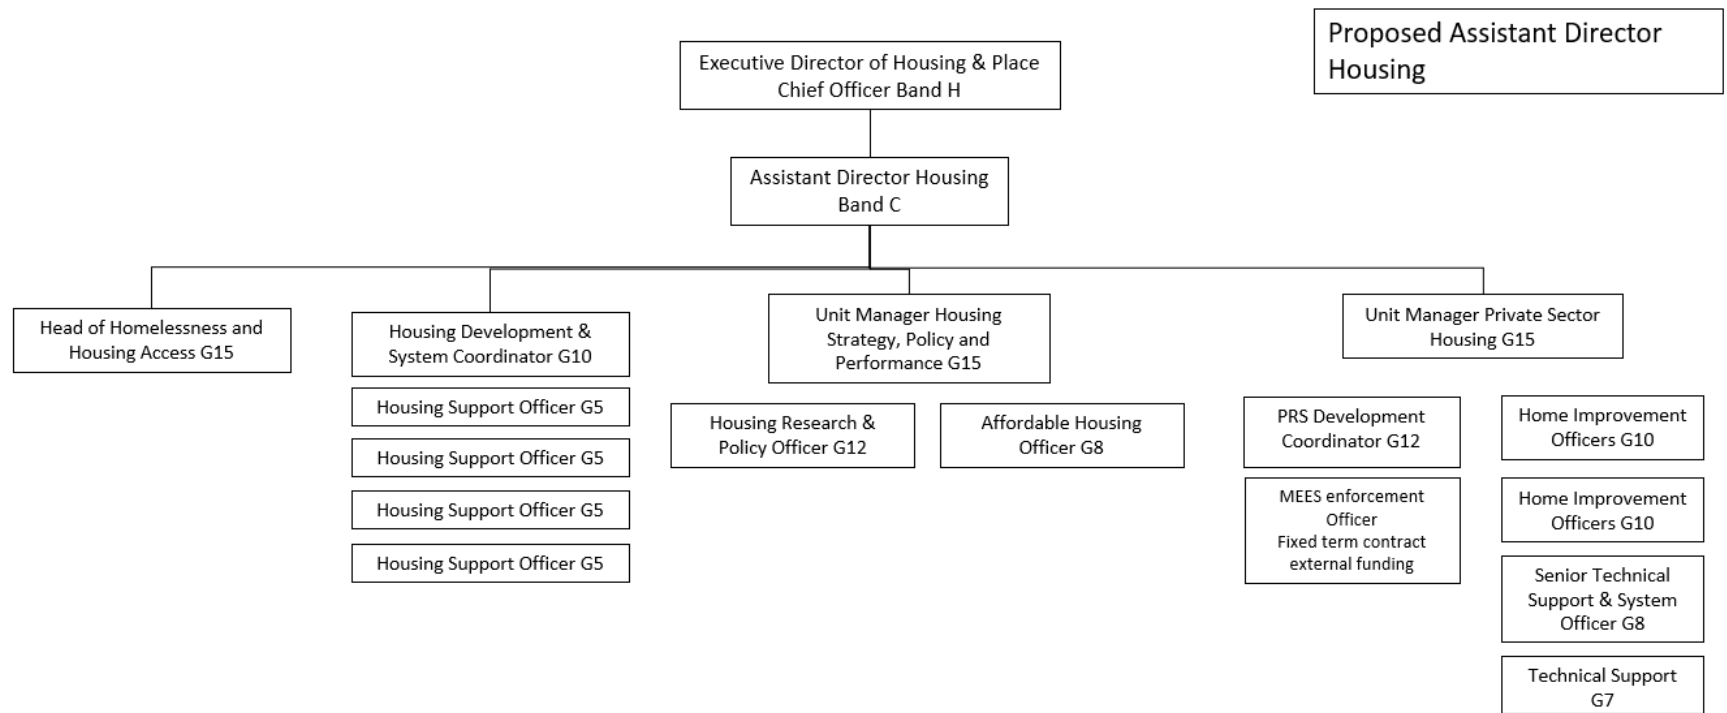 Proposed Assistant Director
Housing
Executive Director of Housing & Place
Chief Officer Band H
Assistant Director Housing
Band C
Head of Homelessness and
Housing Access G15
Housing Development &
System Coordinator G10
Housing Support Officer G5
Housing Support Officer G5
Housing Support Officer G5
Housing Support Officer G5
Unit Manager Housing
Strategy, Policy and
Performance G15
Housing Research &
Policy Officer G12
Affordable Housing
Officer G8
Unit Manager Private Sector
Housing G15
PRS Development
Coordinator G12
MEES enforcement
Officer
Fixed term contract
external funding
Home Improvement
Officers G10
Home Improvement
Officers G10
Senior Technical
Support & System
Officer G8
Technical Support
G7